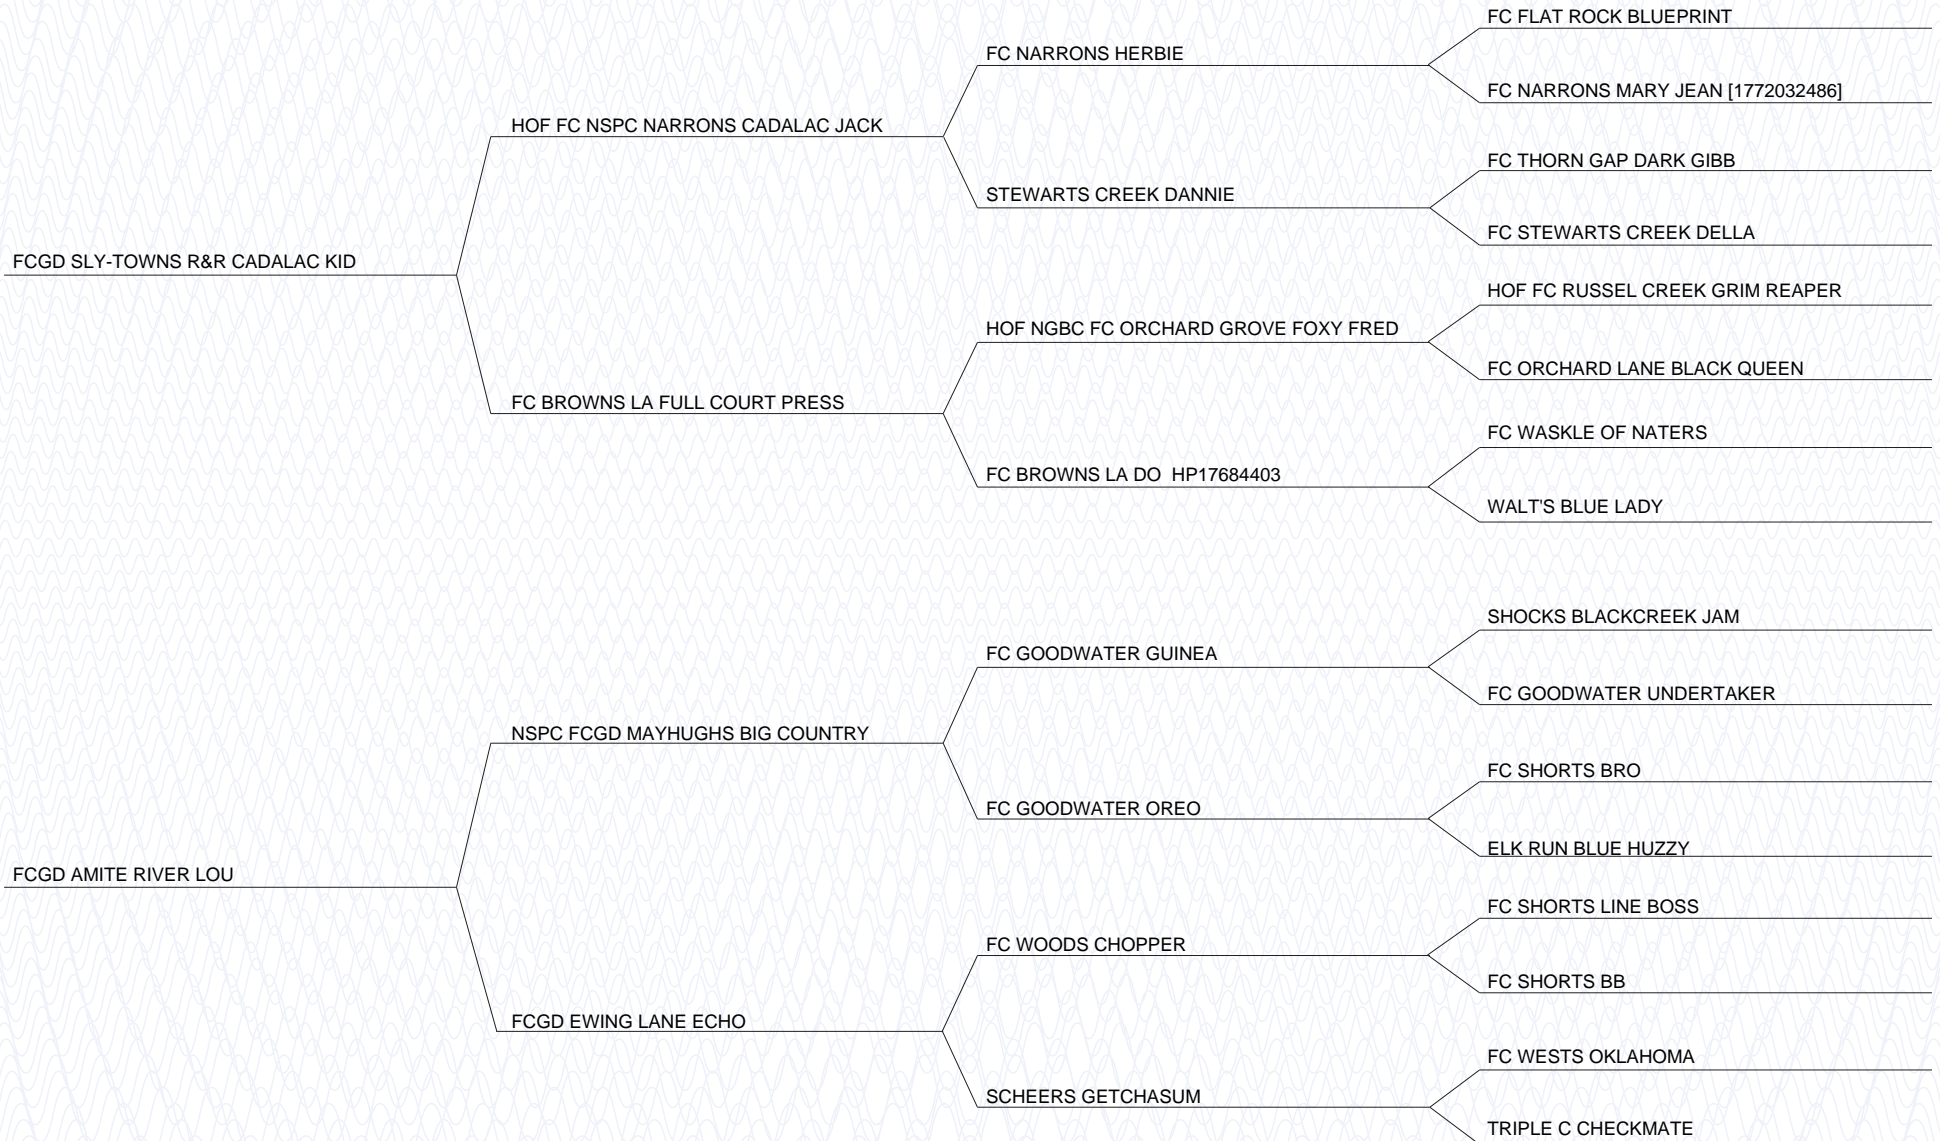 FC FLAT ROCK BLUEPRINT
FC NARRONS HERBIE
FC NARRONS MARY JEAN [1772032486]
HOF FC NSPC NARRONS CADALAC JACK
FC THORN GAP DARK GIBB
STEWARTS CREEK DANNIE
FC STEWARTS CREEK DELLA
FCGD SLY-TOWNS R&R CADALAC KID
HOF FC RUSSEL CREEK GRIM REAPER
HOF NGBC FC ORCHARD GROVE FOXY FRED
FC ORCHARD LANE BLACK QUEEN
FC BROWNS LA FULL COURT PRESS
FC WASKLE OF NATERS
FC BROWNS LA DO  HP17684403
WALT'S BLUE LADY
SHOCKS BLACKCREEK JAM
FC GOODWATER GUINEA
FC GOODWATER UNDERTAKER
NSPC FCGD MAYHUGHS BIG COUNTRY
FC SHORTS BRO
FC GOODWATER OREO
ELK RUN BLUE HUZZY
FCGD AMITE RIVER LOU
FC SHORTS LINE BOSS
FC WOODS CHOPPER
FC SHORTS BB
FCGD EWING LANE ECHO
FC WESTS OKLAHOMA
SCHEERS GETCHASUM
TRIPLE C CHECKMATE